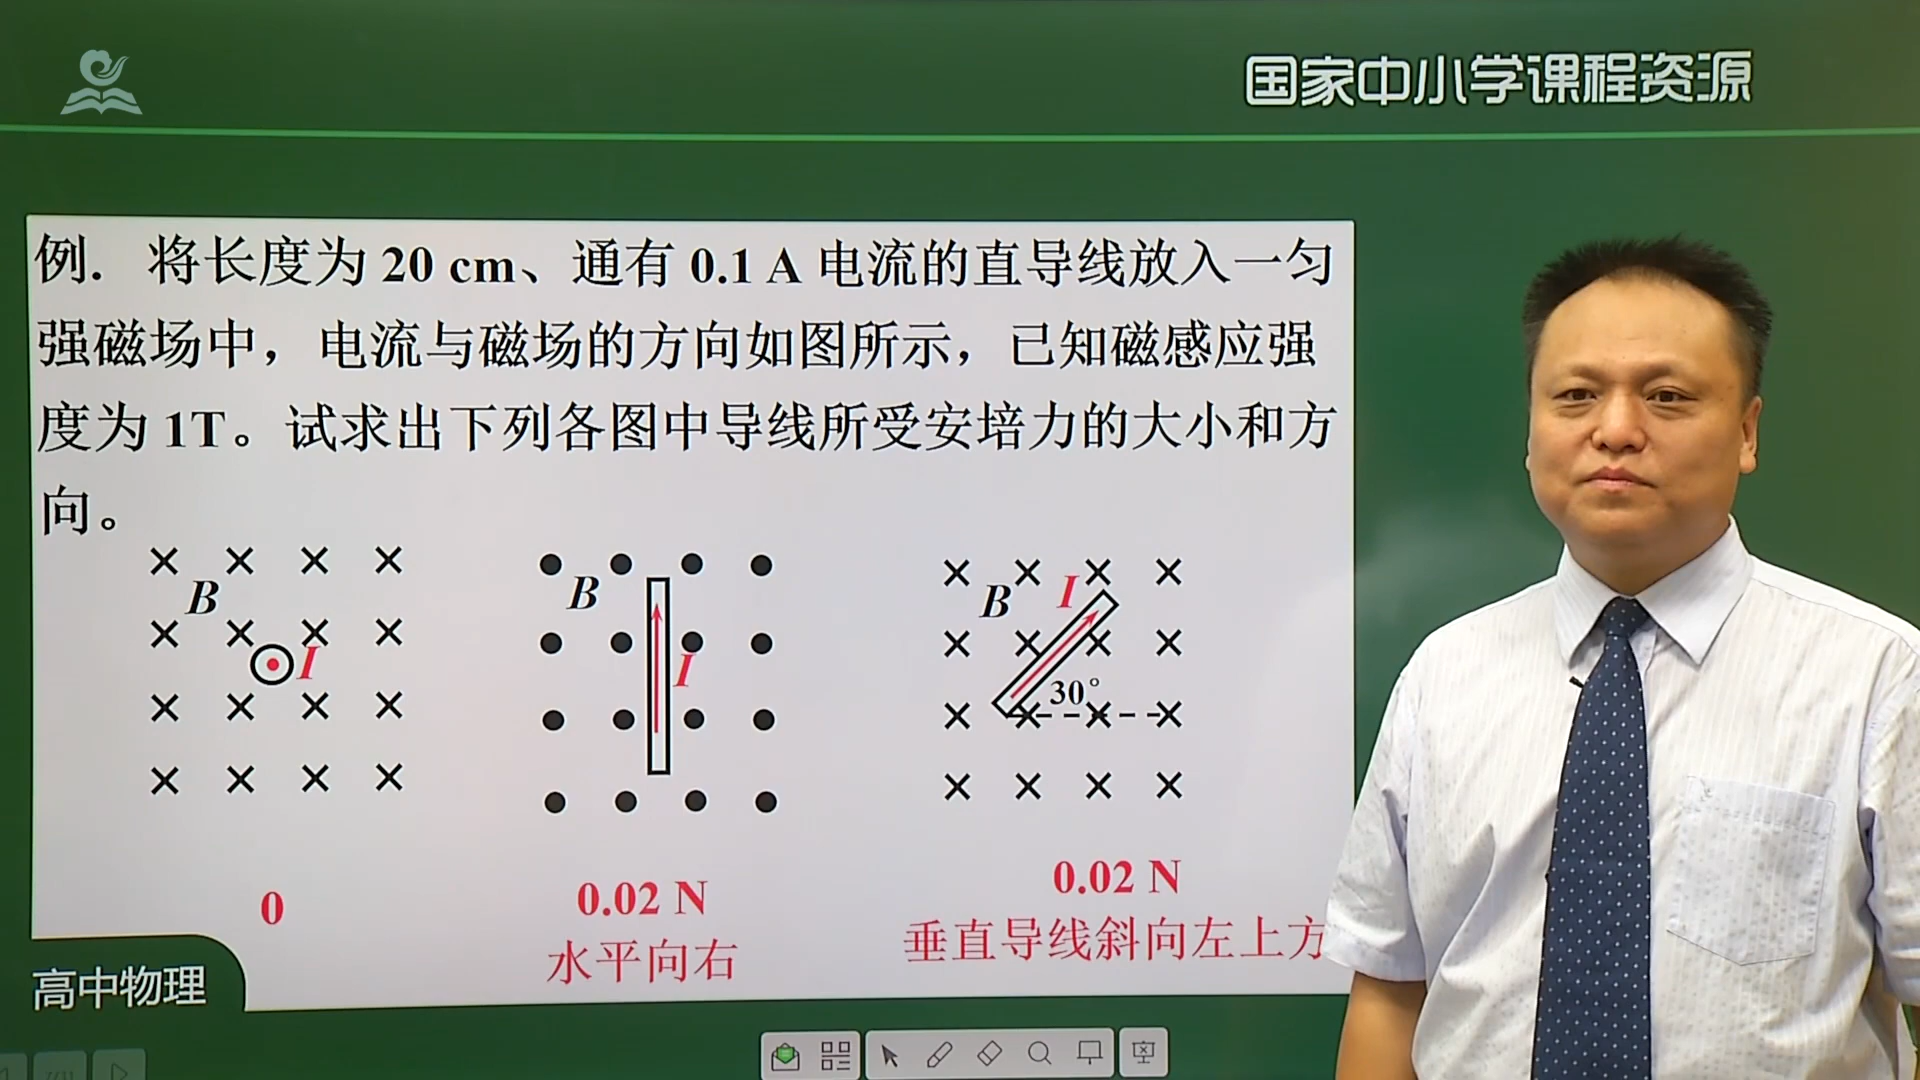 国家中小学课程资源
例. 将长度为 20 cm、通有 0.1 A 电流的直导线放入一匀
强磁场中，电流与磁场的方向如图所示，已知磁感应强
度为 1T。试求出下列各图中导线所受安培力的大小和方
向。
B
I
B
I
B
I
30°
0
0.02 N
水平向右
0.02 N
垂直导线斜向左上方
高中物理